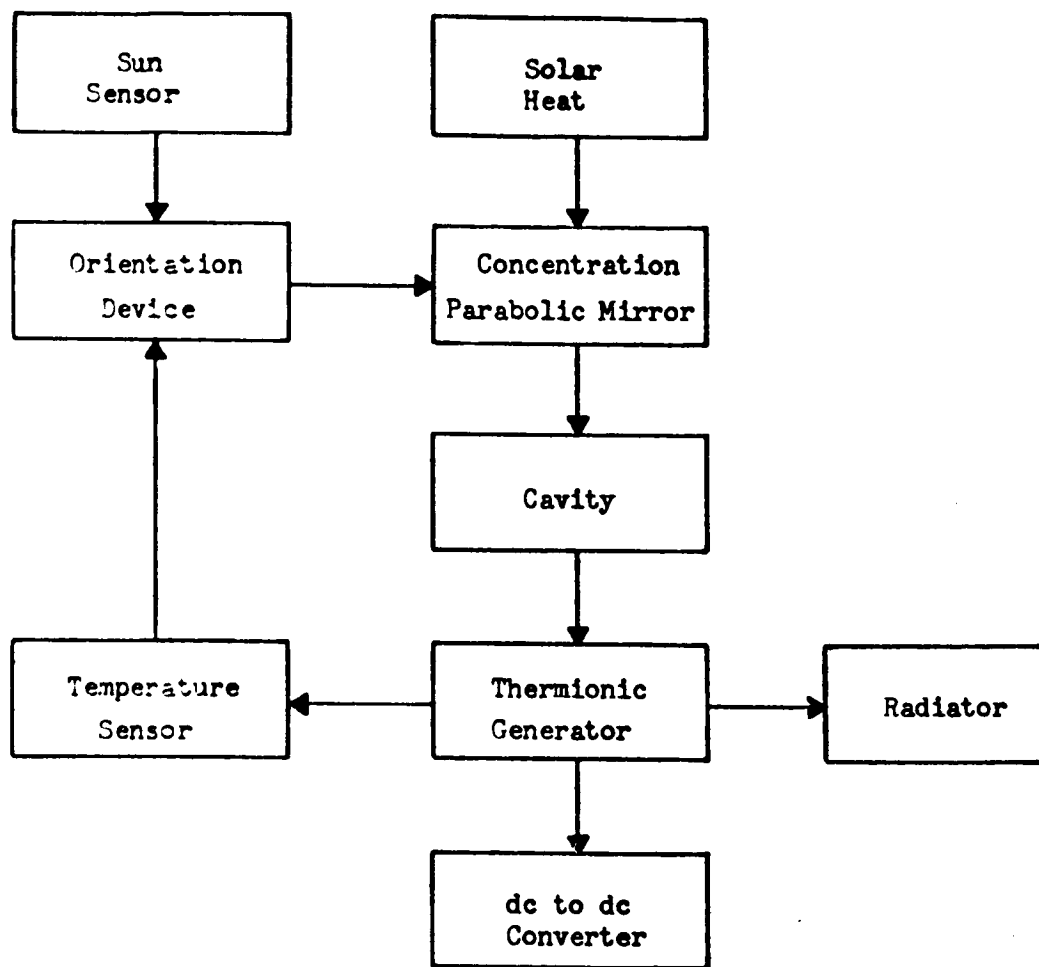 Sun
Sensor
Solar
Heat
Orientation
Device
Concentration
Parabolic Mirror
Cavity
Temperature
Sensor
Thermionic
Generator
Radiator
dc to dc
Converter